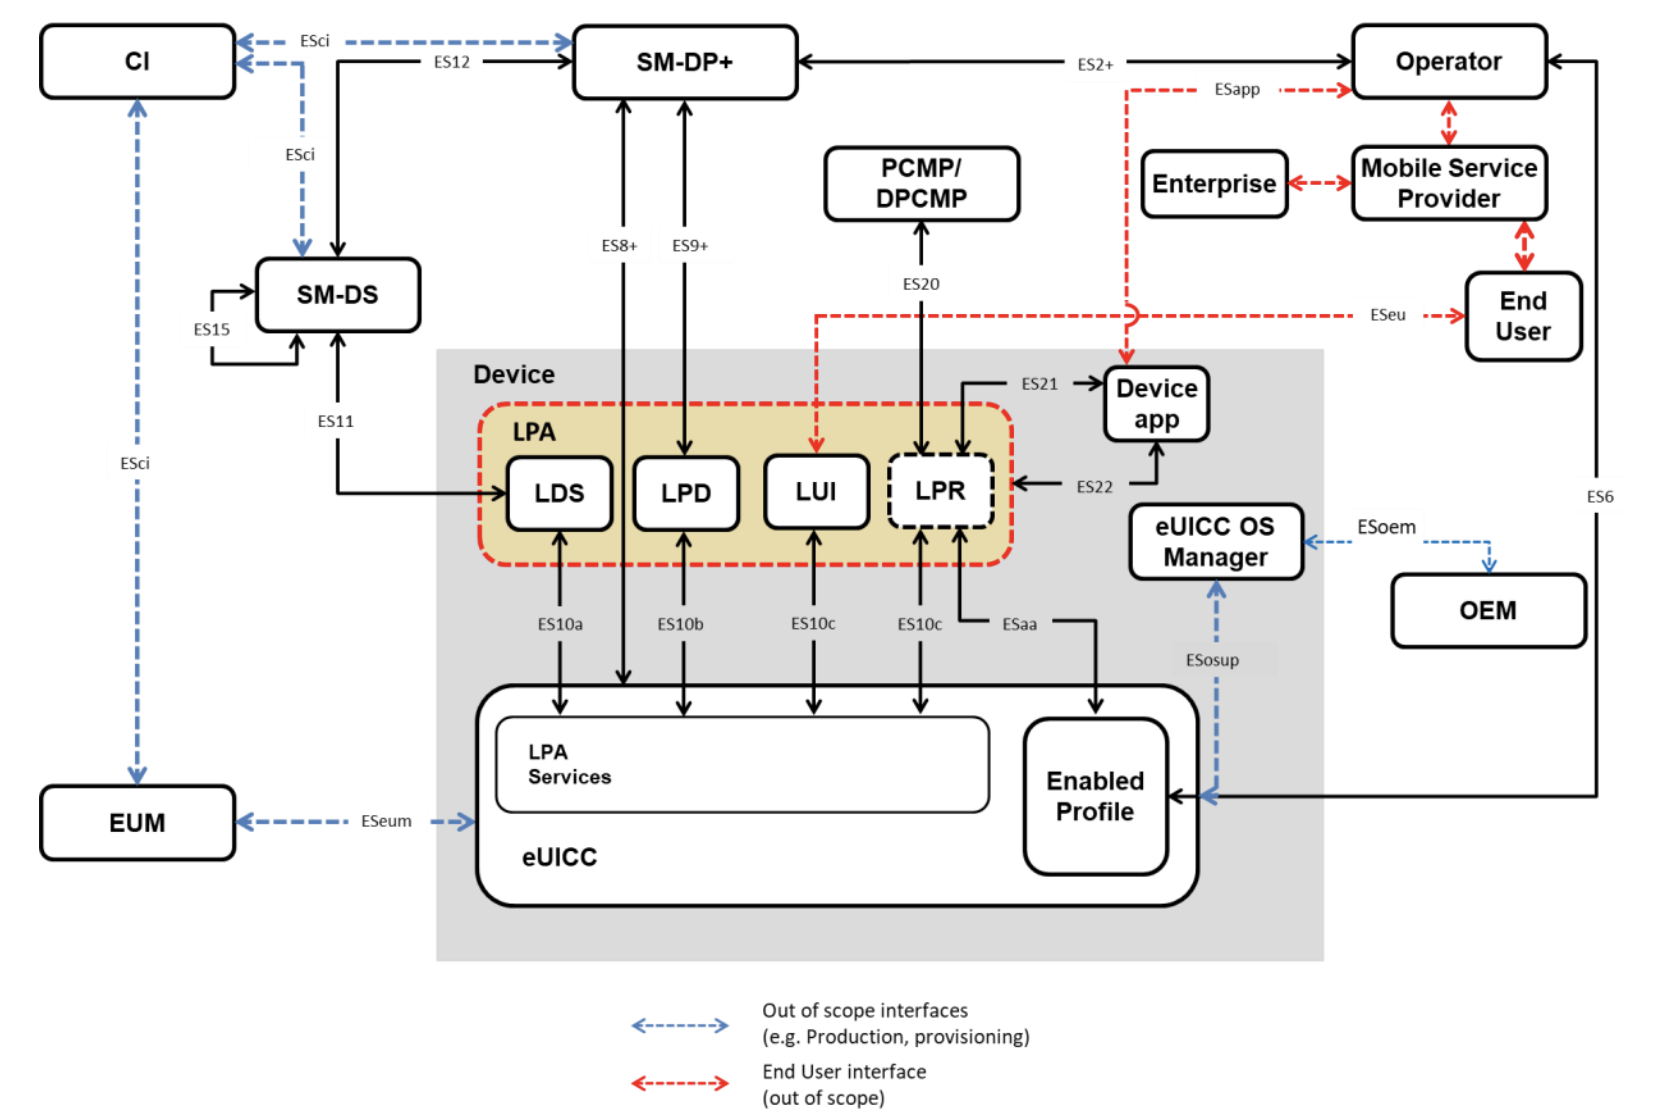 CI
ESci
SM-DP+
ES12
ES2+
Operator
ESapp
ESci
PCMP/
DPCMP
Enterprise
Mobile Service
Provider
ES8+
ES9+
ES20
SM-DS
ES15
End
User
ESeu
Device
ES21
Device
app
ES11
LPA
ESci
LDS
LPD
LUI
LPR
ES22
ES6
eUICC OS
Manager
ESoem
OEM
ES10a
ES10b
ES10c
ES10c
ESaa
ESosup
LPA
Services
Enabled
Profile
EUM
ESeum
eUICC
Out of scope interfaces
(e.g. Production, provisioning)
End User interface
(out of scope)